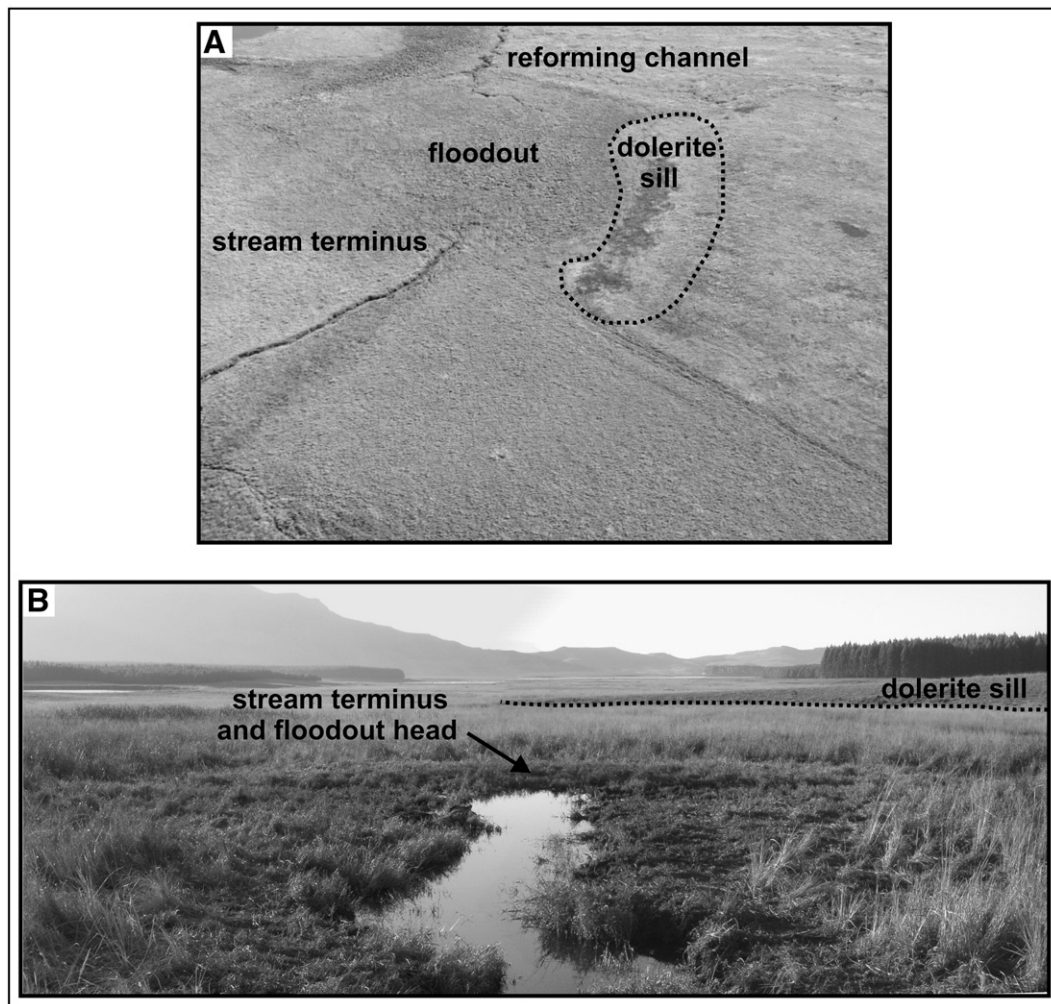 A
reforming channel
floodout
dolerite
sill
stream terminus
B
stream terminus
and floodout head
dolerite sill